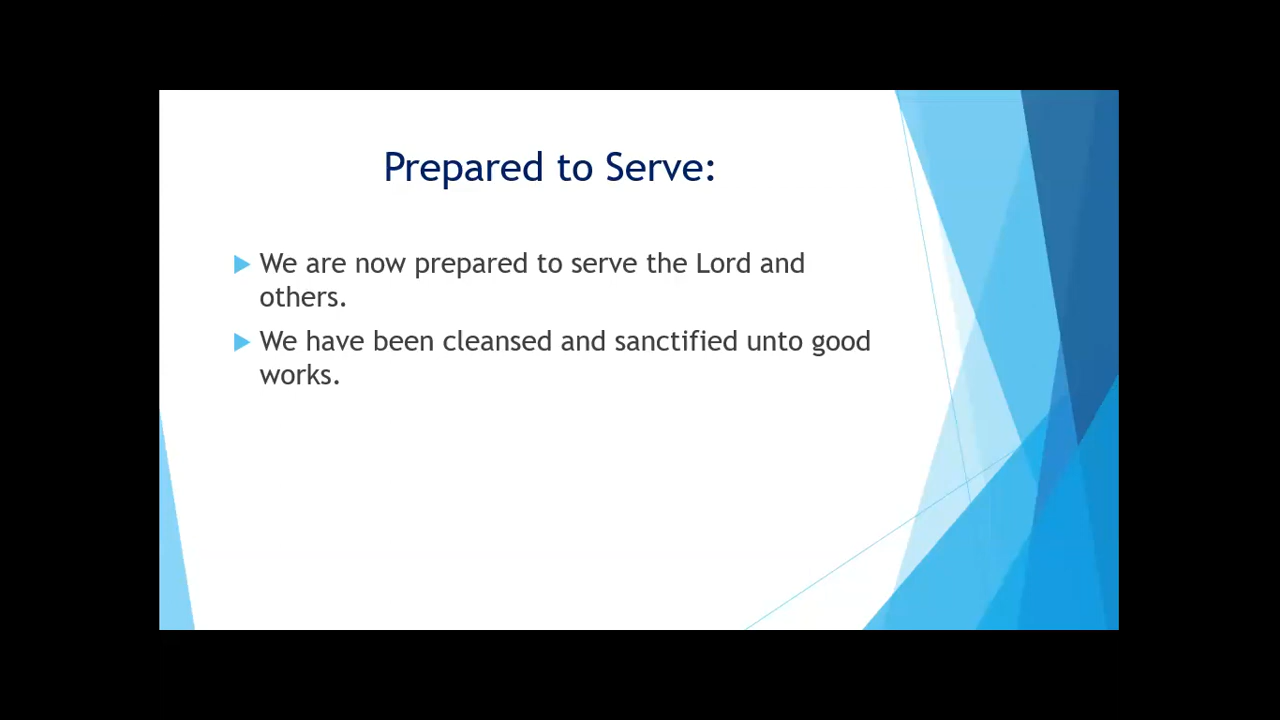 Prepared to Serve:
We are now prepared to serve the Lord and
others.
We have been cleansed and sanctified unto good
works.